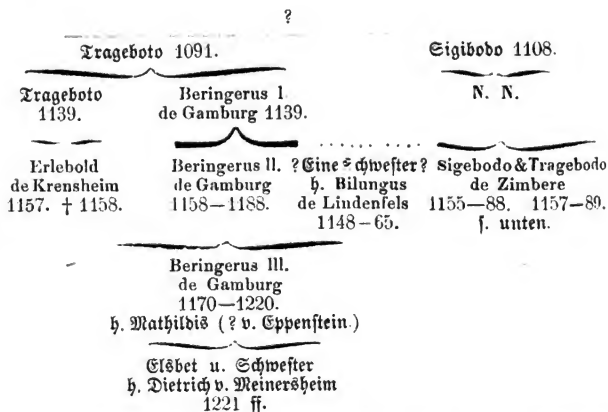 ?
Trageboto 1091. Sigibodo 1108.
Trageboto Beringerus I. N. N.
1139. de Gamburg 1139.
Erlebold Beringerus II. ? Eine Schwester ? Sigebodo & Tragebodo
de Krensheim de Gamburg h. Bilungus de Zimbere
1157. † 1158. 1158–1188. de Lindenfels 1155–88. 1157–89.
1148–65. s. unten.
Beringerus III.
de Gamburg
1170–1220.
h. Mathildis (? v. Eppenstein.)
Elsbet u. Schwester
h. Dietrich v. Meinersheim
1221 ff.